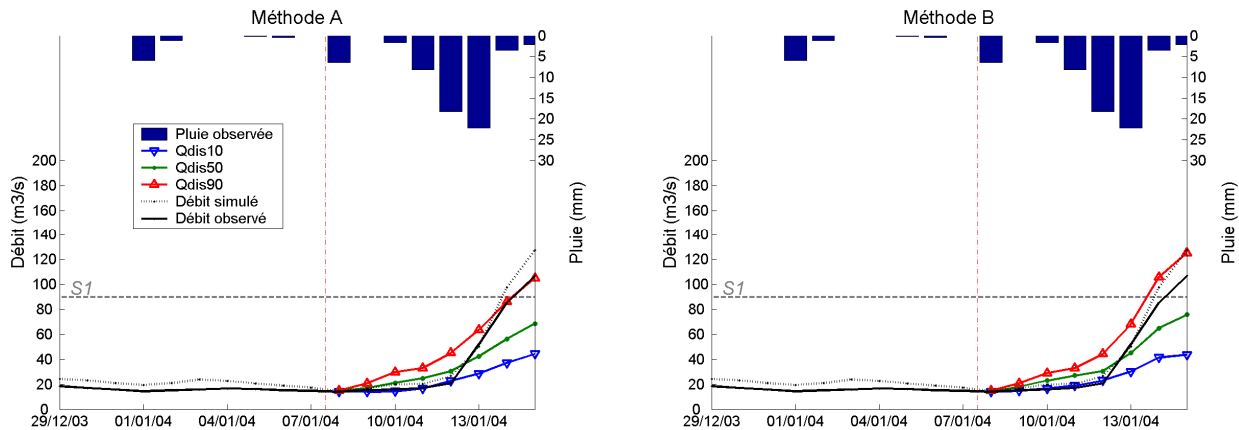 Méthode A
0
5
10
15
20
25
30
Pluie (mm)
Pluie observée
Qdis10
Qdis50
Qdis90
Débit simulé
Débit observé
200
180
160
140
120
100
80
60
40
20
0
Débit (m3/s)
S1
29/12/03 01/01/04 04/01/04 07/01/04 10/01/04 13/01/04
Méthode B
0
5
10
15
20
25
30
Pluie (mm)
200
180
160
140
120
100
80
60
40
20
0
Débit (m3/s)
S1
29/12/03 01/01/04 04/01/04 07/01/04 10/01/04 13/01/04